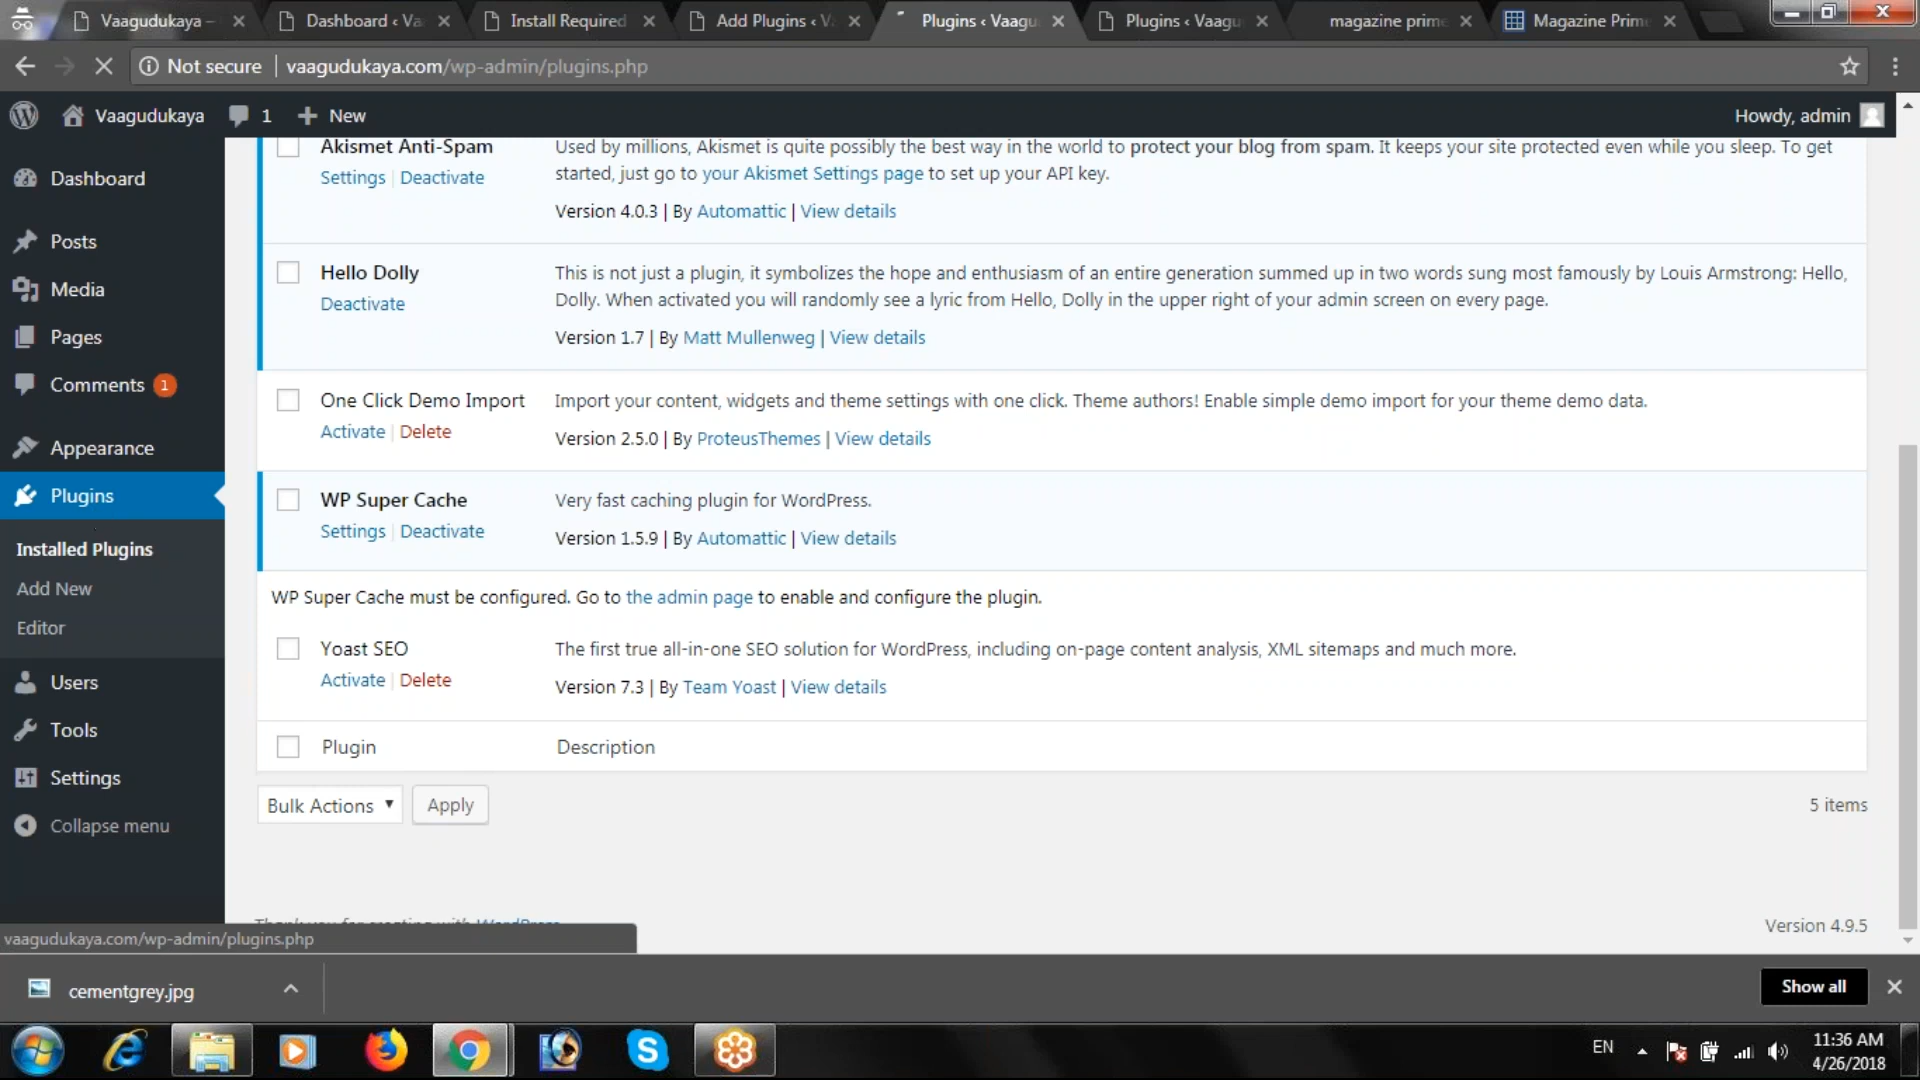 Vaagudukaya –
Dashboard ‹ Va
Install Required
Add Plugins ‹ V
Plugins ‹ Vaagu
Plugins ‹ Vaagu
magazine prime
Magazine Prim
Not secure
vaagudukaya.com/wp-admin/plugins.php
Vaagudukaya
1
New
Howdy, admin
Dashboard
Posts
Media
Pages
Comments 1
Appearance
Plugins
Installed Plugins
Add New
Editor
Users
Tools
Settings
Collapse menu
Akismet Anti-Spam
Settings | Deactivate
Used by millions, Akismet is quite possibly the best way in the world to protect your blog from spam. It keeps your site protected even while you sleep. To get
started, just go to your Akismet Settings page to set up your API key.
Version 4.0.3 | By Automattic | View details
Hello Dolly
Deactivate
This is not just a plugin, it symbolizes the hope and enthusiasm of an entire generation summed up in two words sung most famously by Louis Armstrong: Hello,
Dolly. When activated you will randomly see a lyric from Hello, Dolly in the upper right of your admin screen on every page.
Version 1.7 | By Matt Mullenweg | View details
One Click Demo Import
Activate | Delete
Import your content, widgets and theme settings with one click. Theme authors! Enable simple demo import for your theme demo data.
Version 2.5.0 | By ProteusThemes | View details
WP Super Cache
Settings | Deactivate
Very fast caching plugin for WordPress.
Version 1.5.9 | By Automattic | View details
WP Super Cache must be configured. Go to the admin page to enable and configure the plugin.
Yoast SEO
Activate | Delete
The first true all-in-one SEO solution for WordPress, including on-page content analysis, XML sitemaps and much more.
Version 7.3 | By Team Yoast | View details
Plugin
Description
Bulk Actions
Apply
5 items
Thank you for creating with WordPress
Version 4.9.5
vaagudukaya.com/wp-admin/plugins.php
cementgrey.jpg
Show all
EN
11:36 AM
4/26/2018